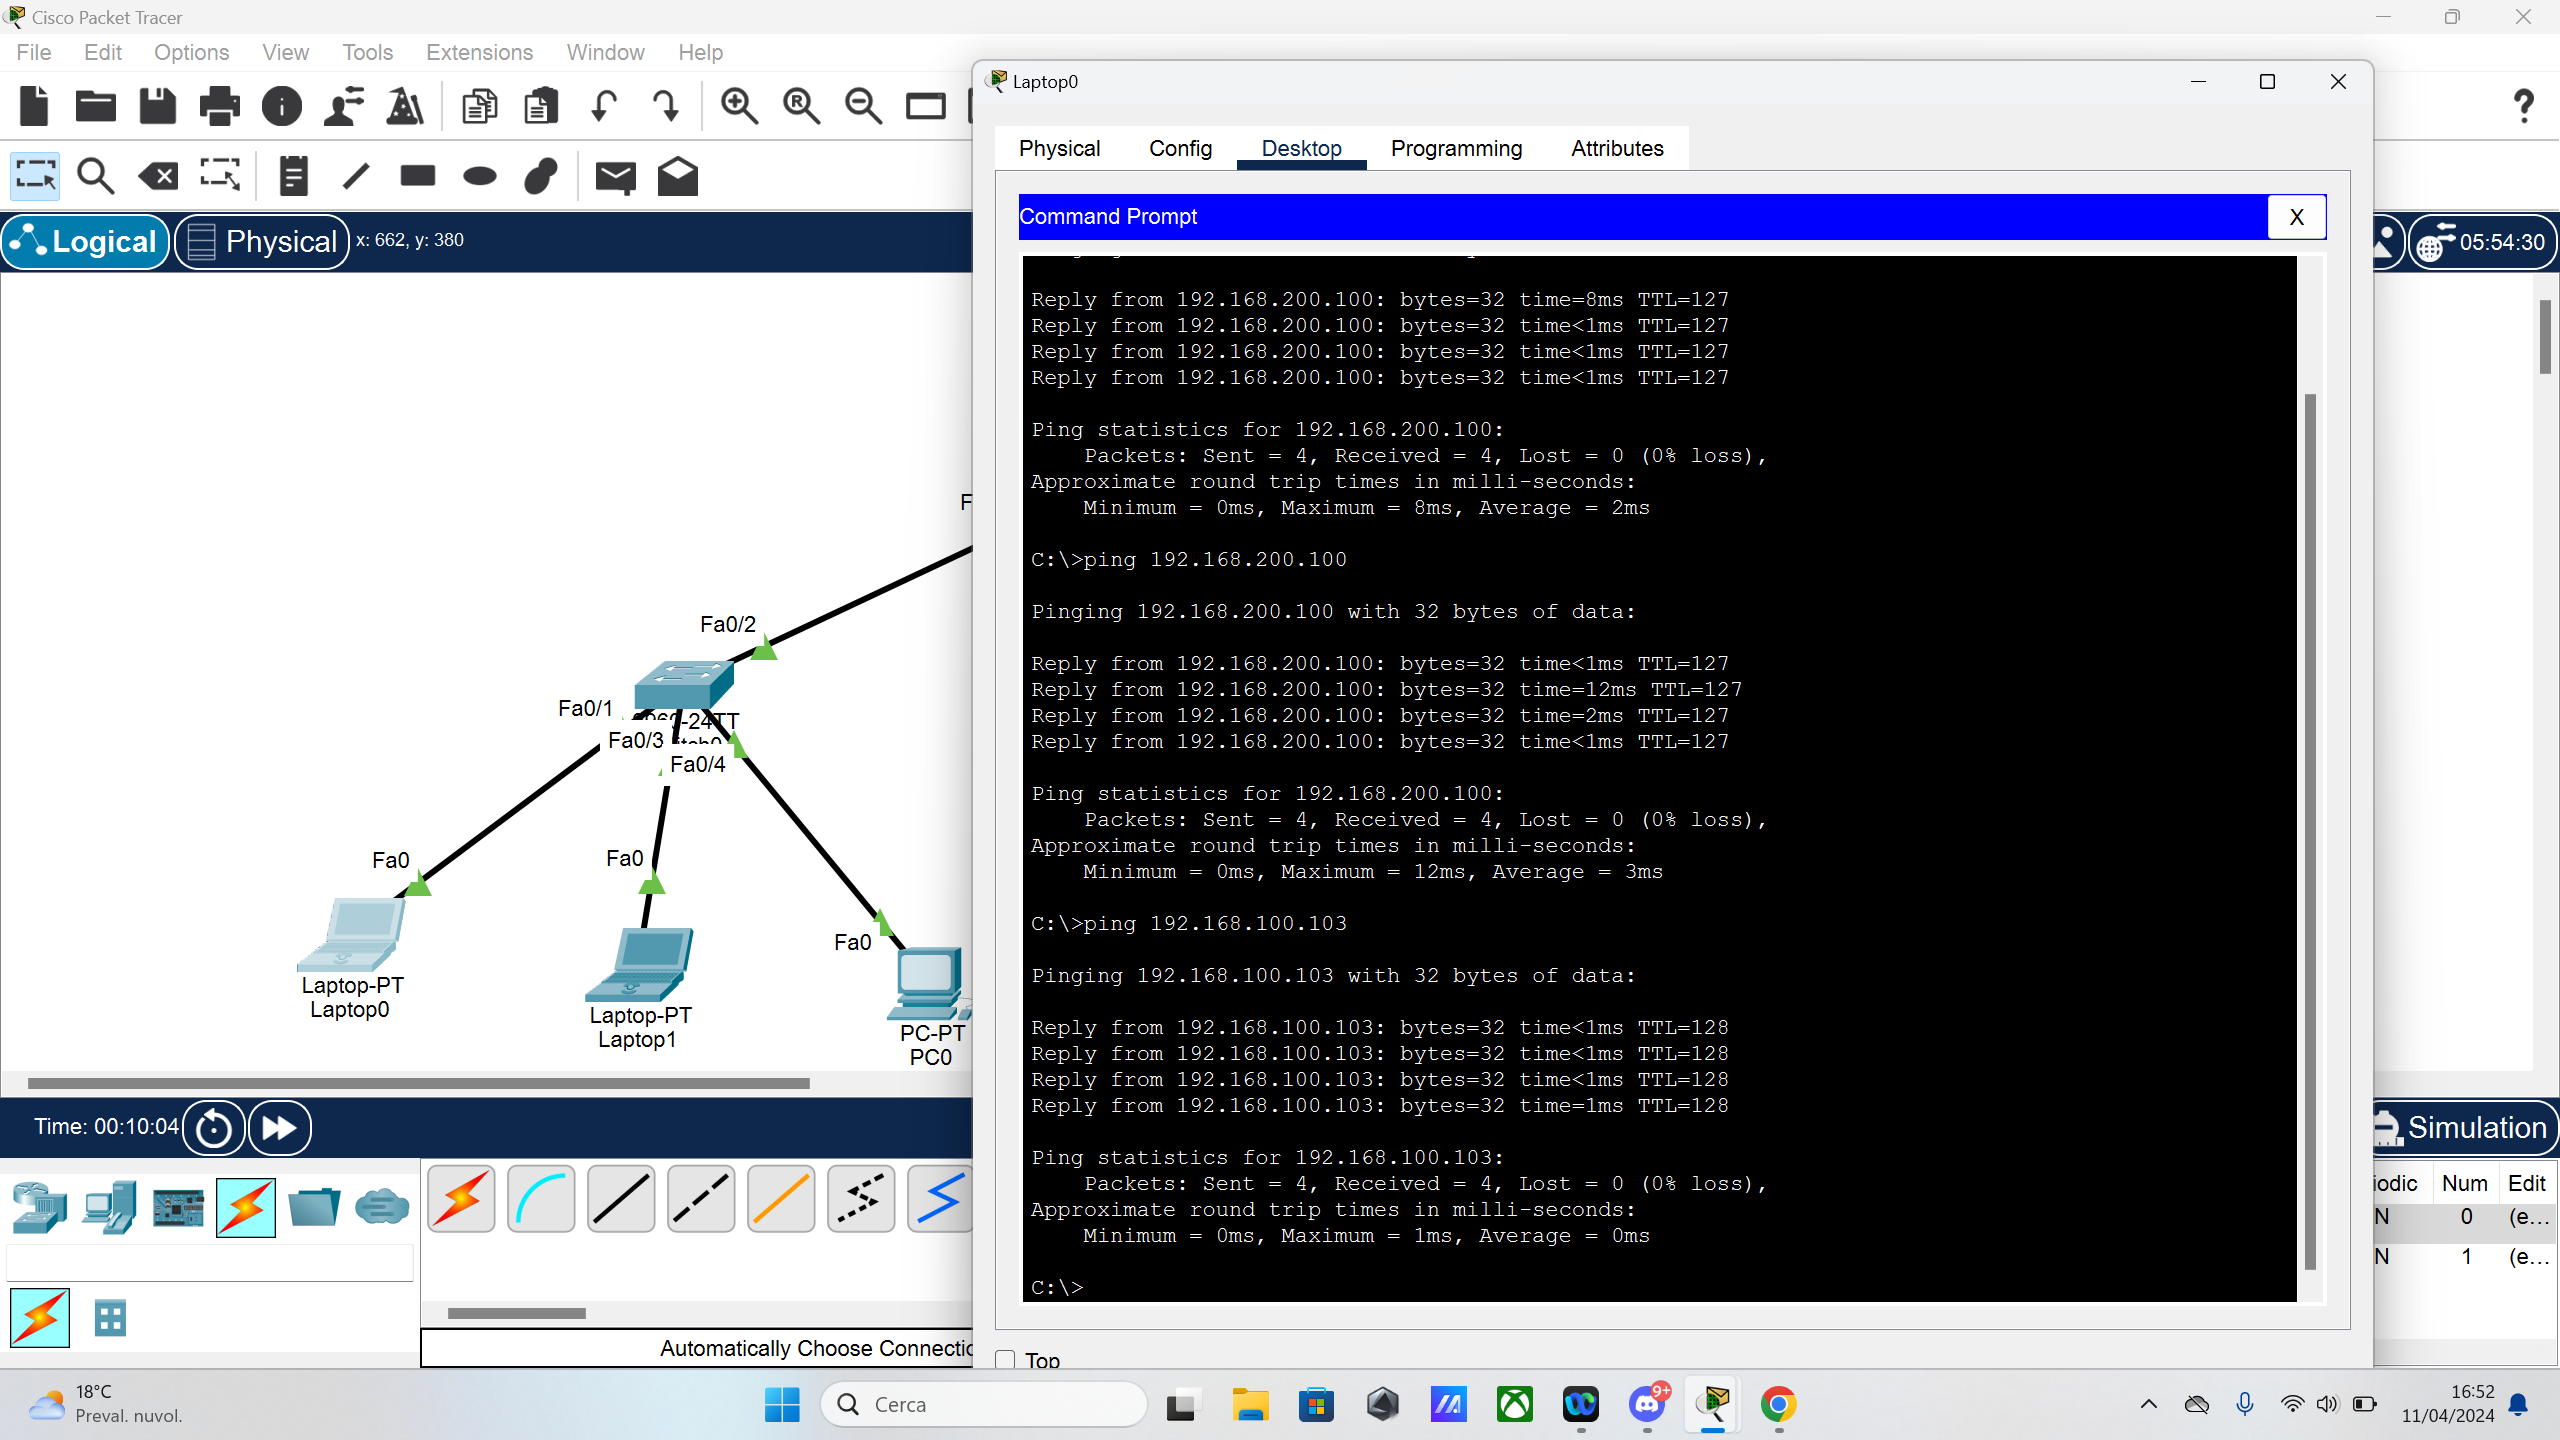 Cisco Packet Tracer
File Edit Options View Tools Extensions Window Help
Logical
Physical
x: 662, y: 380
05:54:30
Fa0/2
Fa0/1
Fa0/3
Fa0/4
Fa0
Fa0
Fa0
Laptop-PT
Laptop0
Laptop-PT
Laptop1
PC-PT
PC0
Laptop0
Physical Config Desktop Programming Attributes
Command Prompt
X
Reply from 192.168.200.100: bytes=32 time=8ms TTL=127
Reply from 192.168.200.100: bytes=32 time<1ms TTL=127
Reply from 192.168.200.100: bytes=32 time<1ms TTL=127
Reply from 192.168.200.100: bytes=32 time<1ms TTL=127
Ping statistics for 192.168.200.100:
Packets: Sent = 4, Received = 4, Lost = 0 (0% loss),
Approximate round trip times in milli-seconds:
Minimum = 0ms, Maximum = 8ms, Average = 2ms
C:\>ping 192.168.200.100
Pinging 192.168.200.100 with 32 bytes of data:
Reply from 192.168.200.100: bytes=32 time<1ms TTL=127
Reply from 192.168.200.100: bytes=32 time=12ms TTL=127
Reply from 192.168.200.100: bytes=32 time=2ms TTL=127
Reply from 192.168.200.100: bytes=32 time<1ms TTL=127
Ping statistics for 192.168.200.100:
Packets: Sent = 4, Received = 4, Lost = 0 (0% loss),
Approximate round trip times in milli-seconds:
Minimum = 0ms, Maximum = 12ms, Average = 3ms
C:\>ping 192.168.100.103
Pinging 192.168.100.103 with 32 bytes of data:
Reply from 192.168.100.103: bytes=32 time<1ms TTL=128
Reply from 192.168.100.103: bytes=32 time<1ms TTL=128
Reply from 192.168.100.103: bytes=32 time<1ms TTL=128
Reply from 192.168.100.103: bytes=32 time=1ms TTL=128
Ping statistics for 192.168.100.103:
Packets: Sent = 4, Received = 4, Lost = 0 (0% loss),
Approximate round trip times in milli-seconds:
Minimum = 0ms, Maximum = 1ms, Average = 0ms
C:\>
Top
Time: 00:10:04
Simulation
iodic Num Edit
N 0 (e...
N 1 (e...
Automatically Choose Connectio
18°C
Preval. nuvol.
Cerca
9+
16:52
11/04/2024